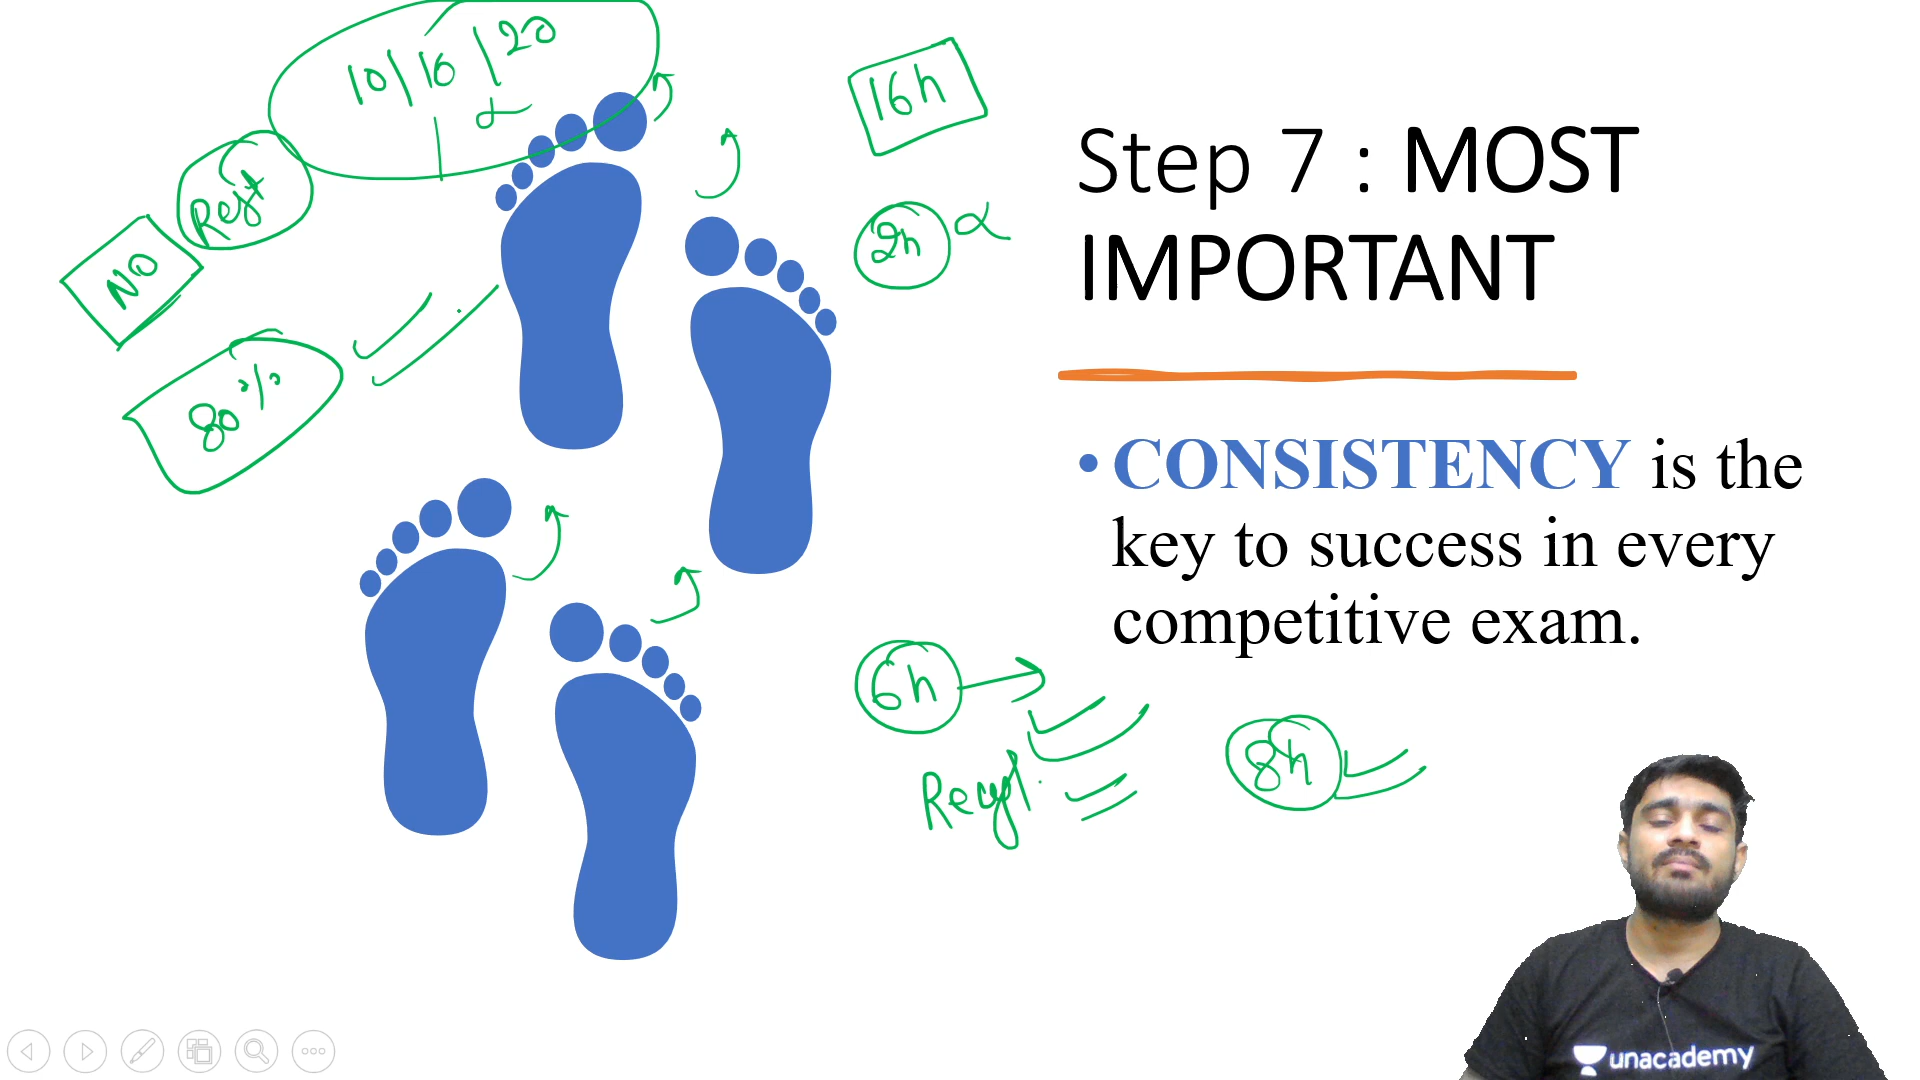 10/16/20
16h
Step 7 : MOST
IMPORTANT
Rest
NO
2h
80%
• CONSISTENCY is the
key to success in every
competitive exam.
6h
8h
unacademy